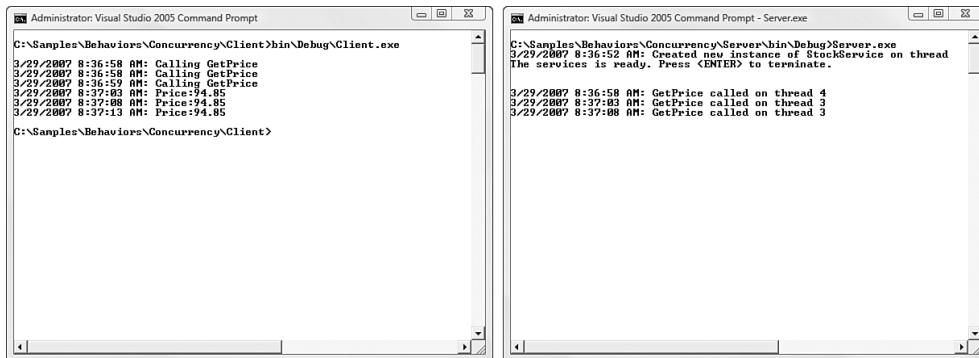 Administrator: Visual Studio 2005 Command Prompt
C:\Samples\Behaviors\Concurrency\Client>bin\Debug\Client.exe
3/29/2007 8:36:58 AM: Calling GetPrice
3/29/2007 8:36:58 AM: Calling GetPrice
3/29/2007 8:36:59 AM: Calling GetPrice
3/29/2007 8:37:03 AM: Price:94.85
3/29/2007 8:37:08 AM: Price:94.85
3/29/2007 8:37:13 AM: Price:94.85
C:\Samples\Behaviors\Concurrency\Client>
Administrator: Visual Studio 2005 Command Prompt - Server.exe
C:\Samples\Behaviors\Concurrency\Server\bin\Debug>Server.exe
3/29/2007 8:36:52 AM: Created new instance of StockService on thread
The services is ready. Press <ENTER> to terminate.
3/29/2007 8:36:58 AM: GetPrice called on thread 4
3/29/2007 8:37:03 AM: GetPrice called on thread 3
3/29/2007 8:37:08 AM: GetPrice called on thread 3